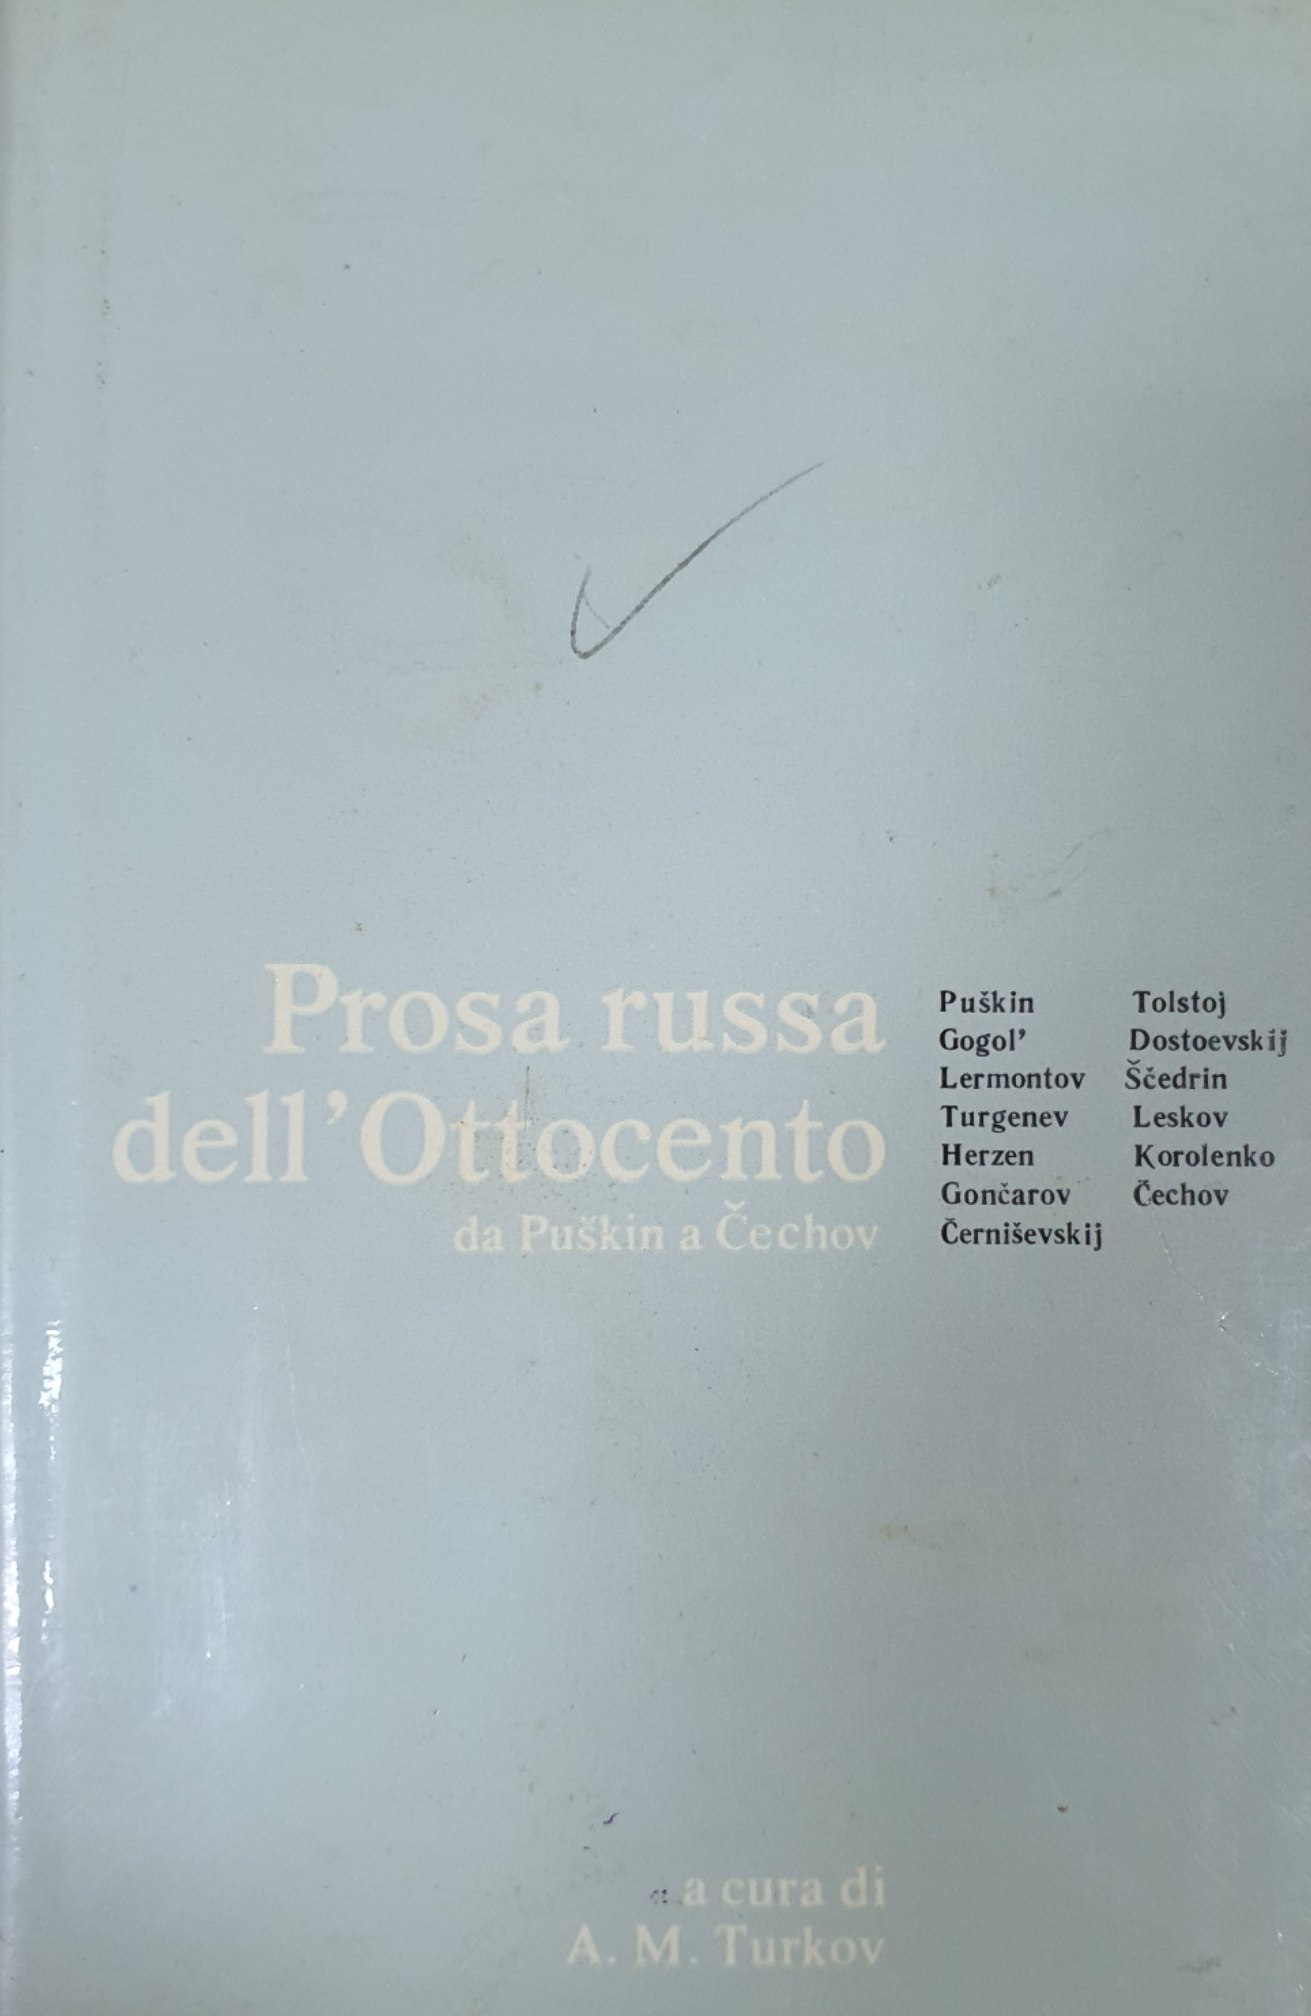 Prosa russa
dell'Ottocento
da Puškin a Čechov
Puškin
Gogol'
Lermontov
Turgenev
Herzen
Gončarov
Černiševskij
Tolstoj
Dostoevskij
Ščedrin
Leskov
Korolenko
Čechov
a cura di
A. M. Turkov